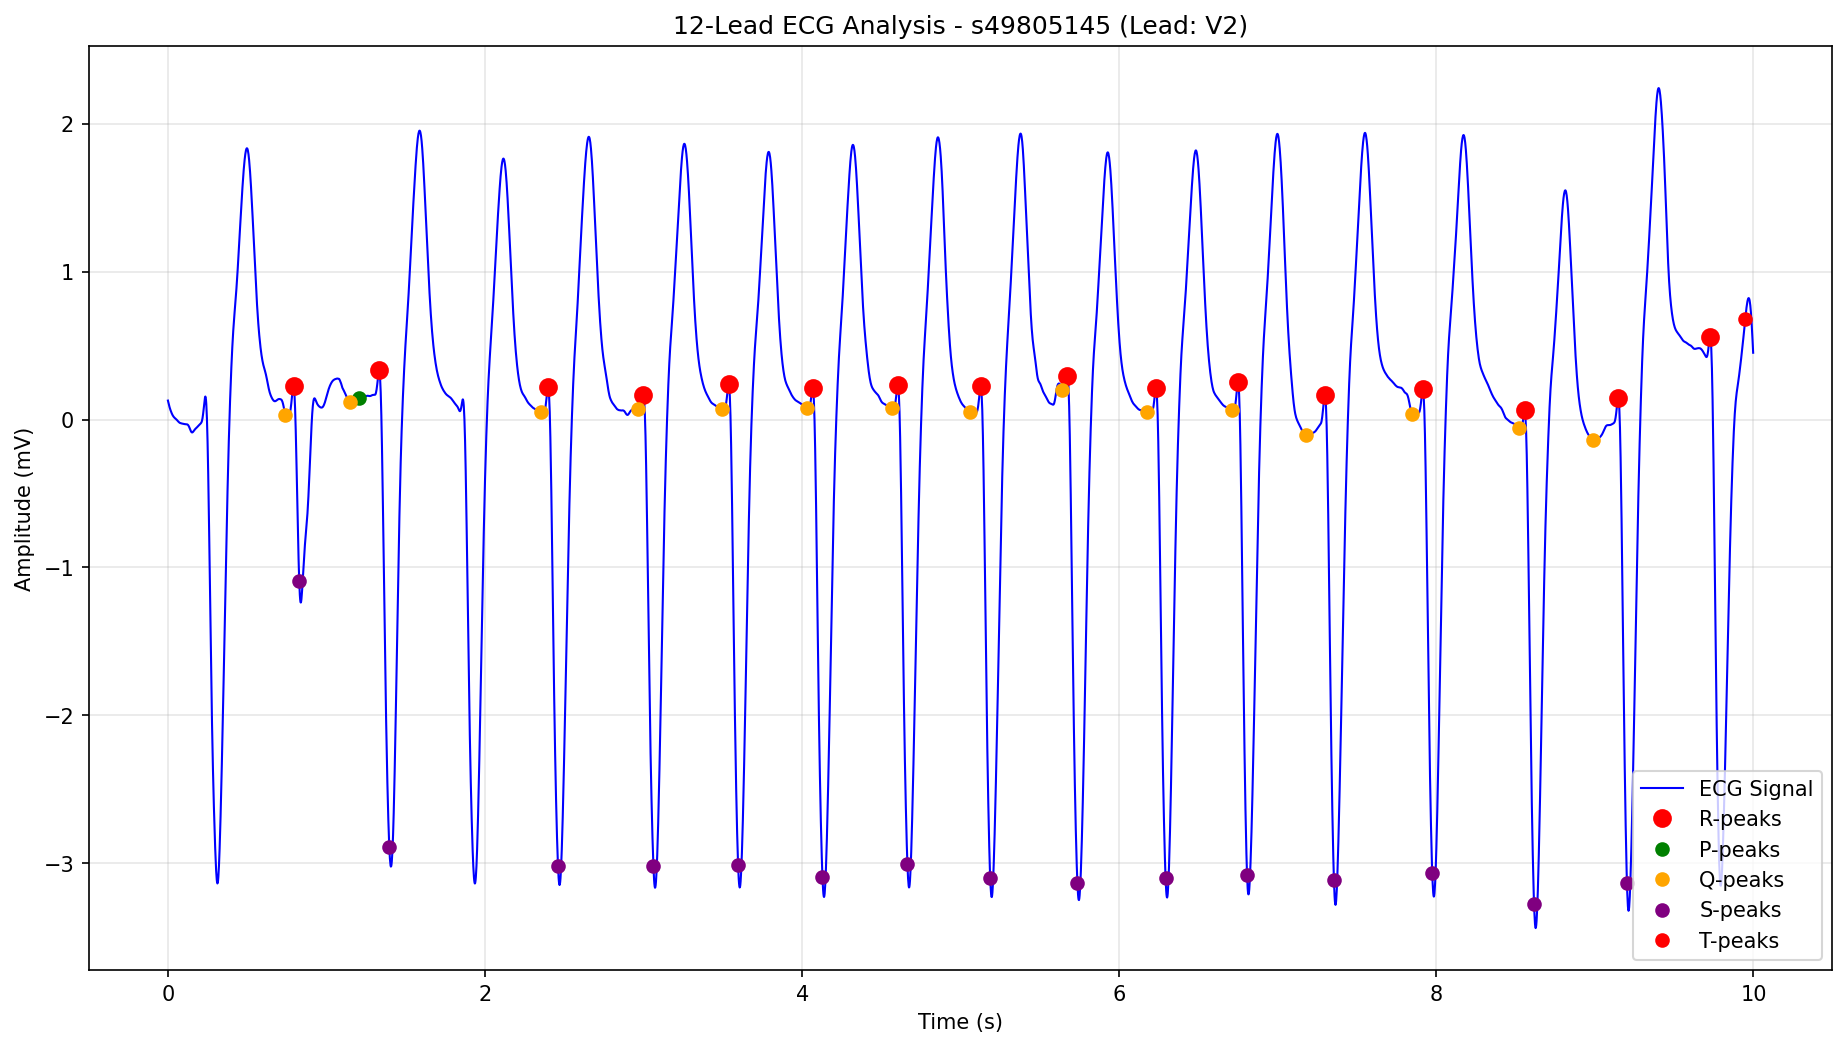 12-Lead ECG Analysis - s49805145 (Lead: V2)
Amplitude (mV)
2
1
0
−1
−2
−3
0
2
4
6
8
10
Time (s)
ECG Signal
R-peaks
P-peaks
Q-peaks
S-peaks
T-peaks